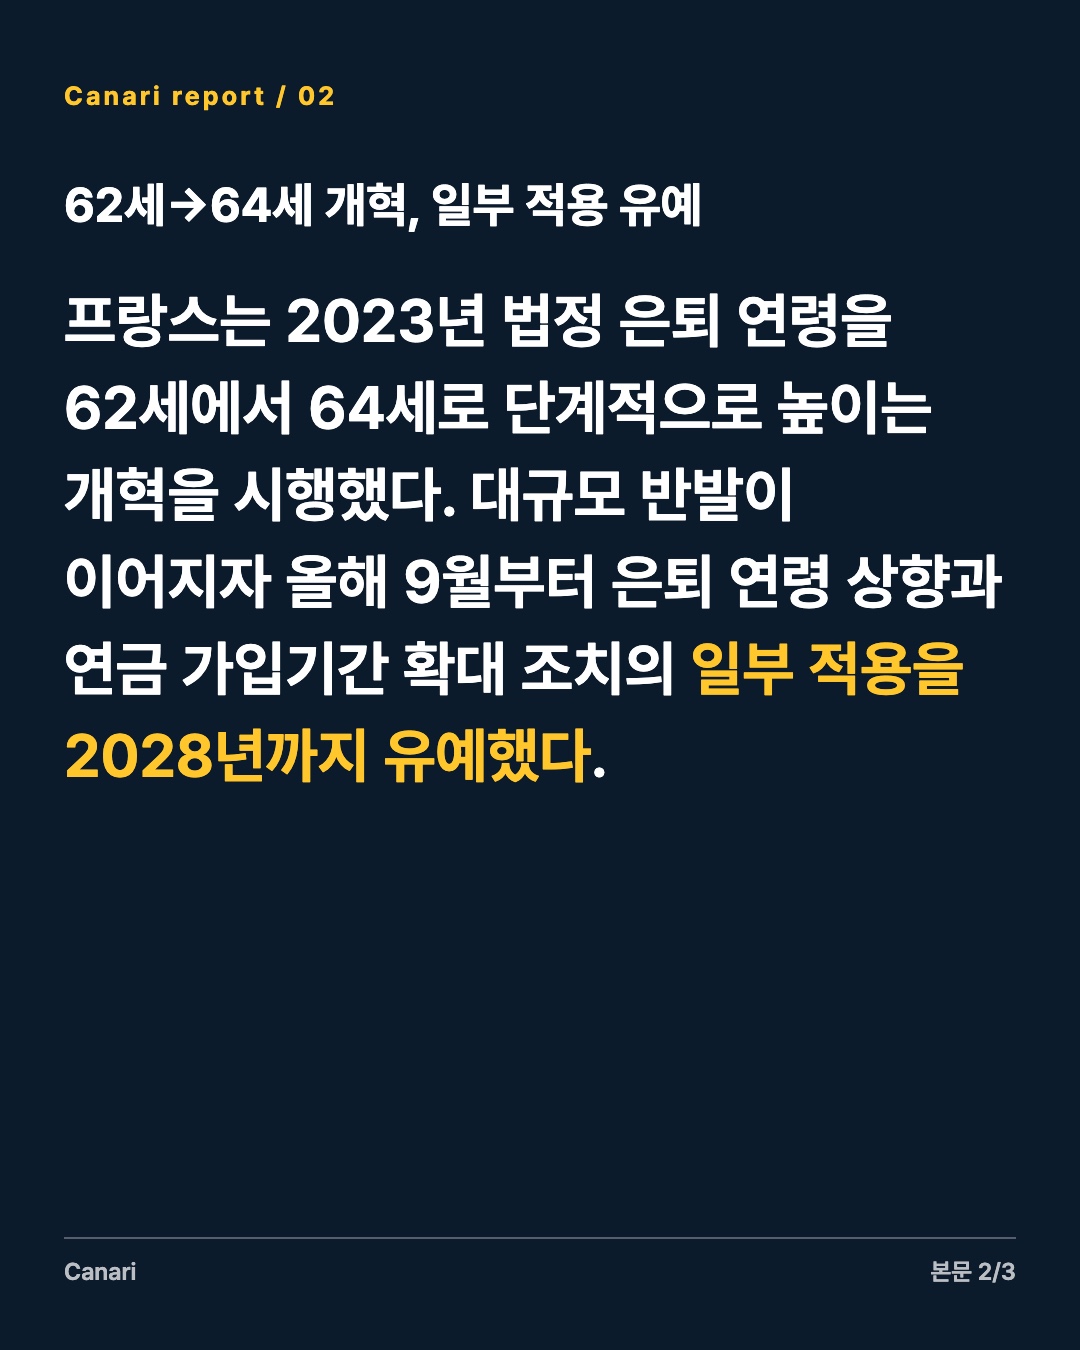 Canari report / 02
62세→64세 개혁, 일부 적용 유예
프랑스는 2023년 법정 은퇴 연령을
62세에서 64세로 단계적으로 높이는
개혁을 시행했다. 대규모 반발이
이어지자 올해 9월부터 은퇴 연령 상향과
연금 가입기간 확대 조치의 일부 적용을
2028년까지 유예했다.
Canari
본문 2/3